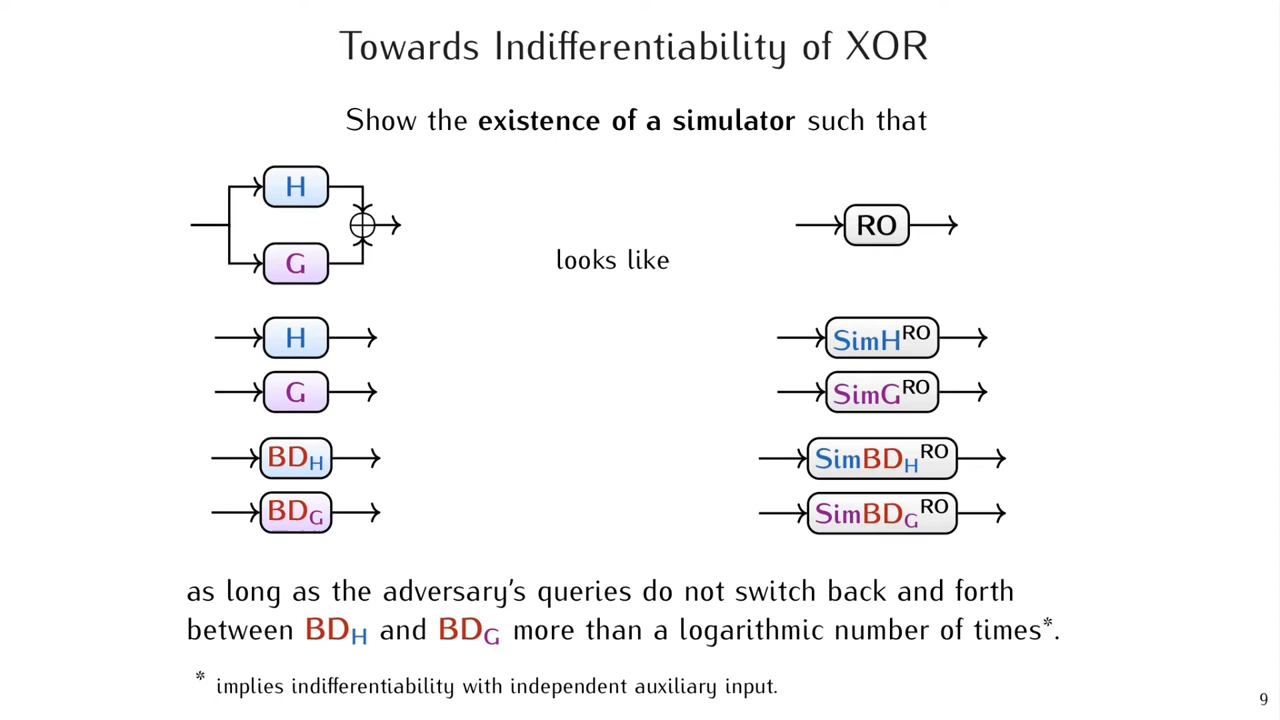 Towards Indifferentiability of XOR
Show the existence of a simulator such that
H
G
looks like
RO
H
SimH^RO
G
SimG^RO
BD_H
SimBD_H^RO
BD_G
SimBD_G^RO
as long as the adversary's queries do not switch back and forth
between BD_H and BD_G more than a logarithmic number of times*.
* implies indifferentiability with independent auxiliary input.
9